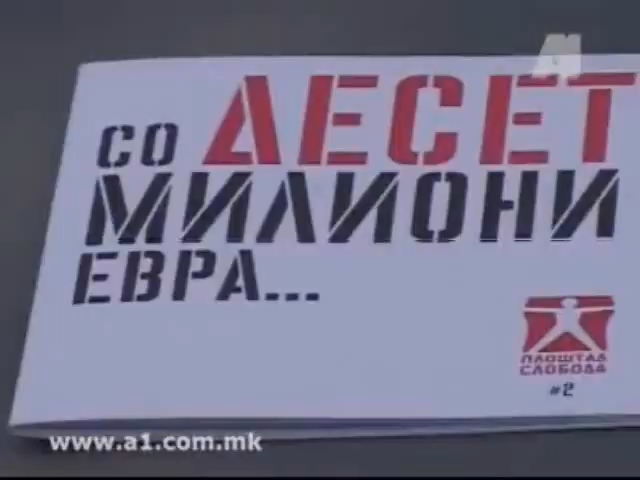 со ДЕСЕТ
МИЛИОНИ
ЕВРА...
ПЛОШТАД
СЛОБОДА
#2
www.a1.com.mk